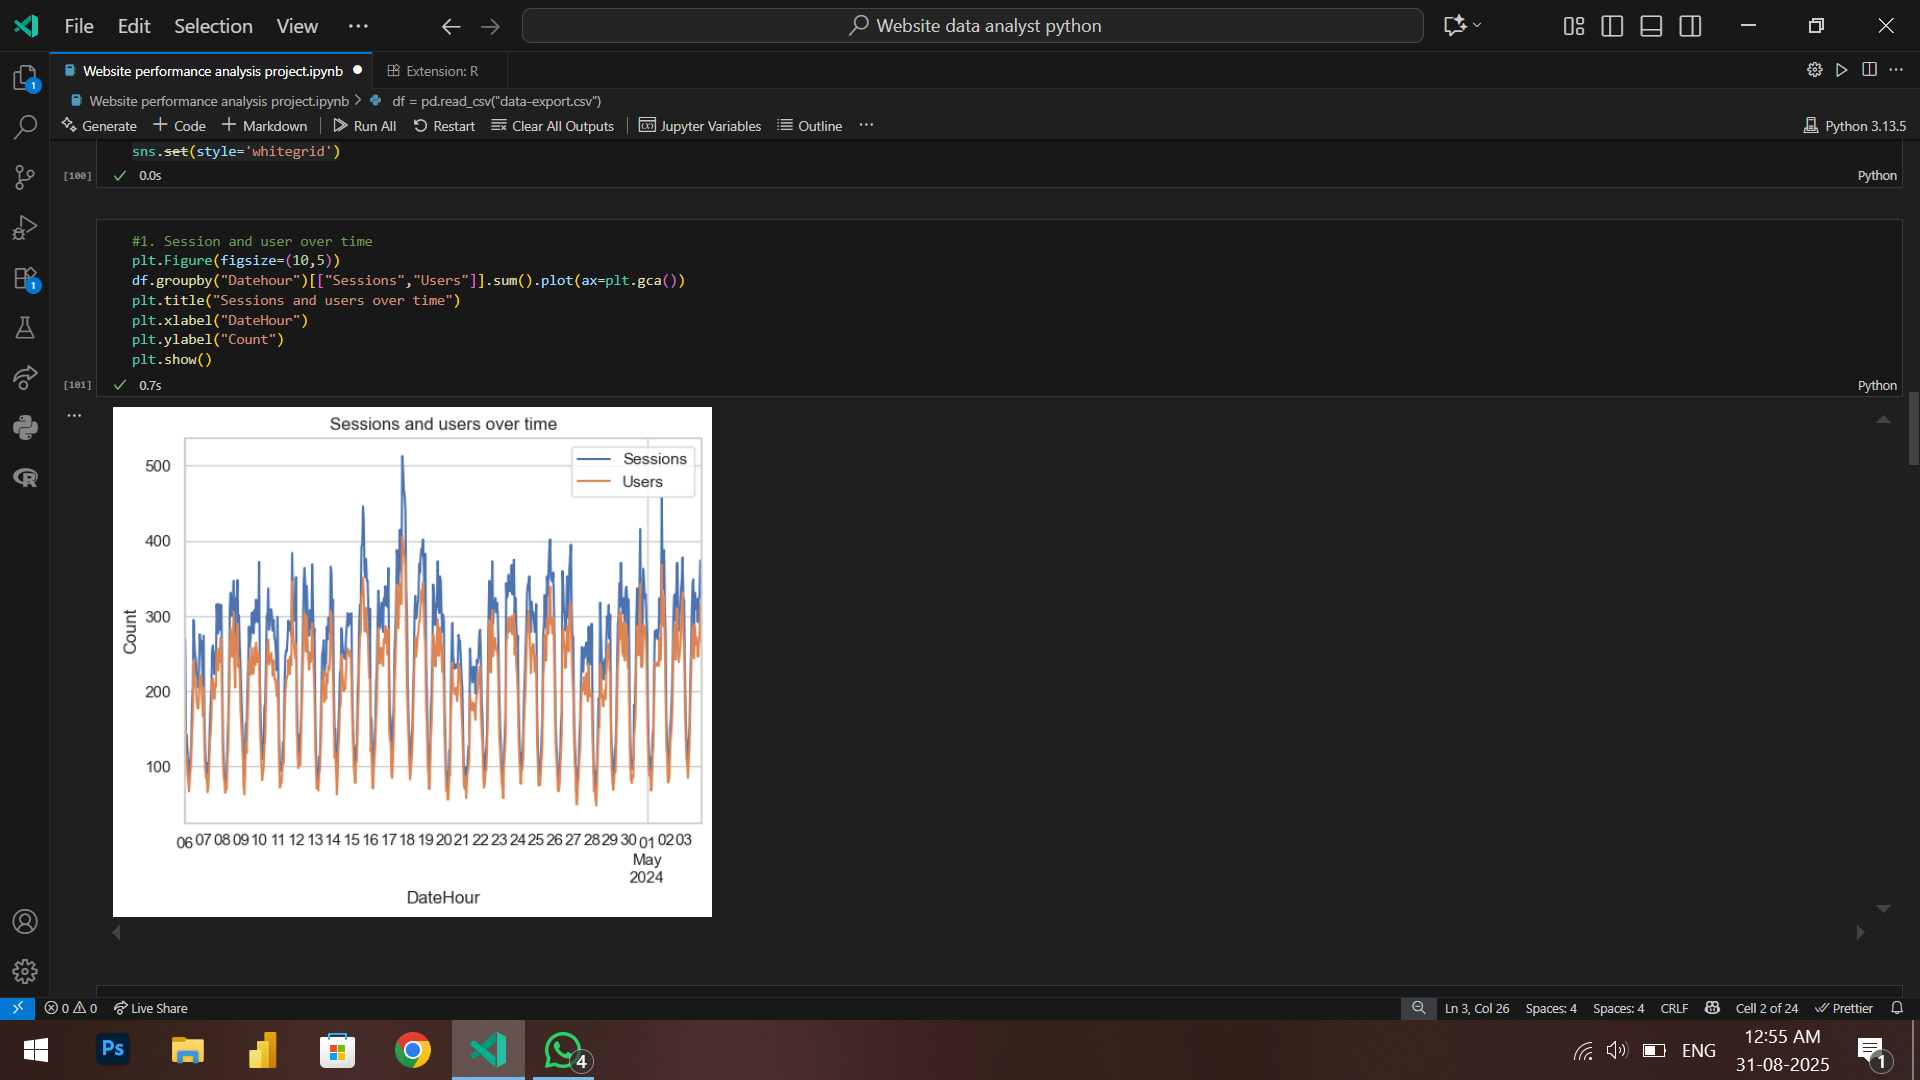 File Edit Selection View ···
Website data analyst python
Website performance analysis project.ipynb
Extension: R
Website performance analysis project.ipynb > df = pd.read_csv("data-export.csv")
Generate + Code + Markdown | Run All Restart Clear All Outputs | Jupyter Variables Outline ···
Python 3.13.5
sns.set(style='whitegrid')
[100] ✓ 0.0s
Python
#1. Session and user over time
plt.Figure(figsize=(10,5))
df.groupby("Datehour")[["Sessions","Users"]].sum().plot(ax=plt.gca())
plt.title("Sessions and users over time")
plt.xlabel("DateHour")
plt.ylabel("Count")
plt.show()
[101] ✓ 0.7s
Python
Sessions and users over time
Sessions
Users
500
400
300
200
100
Count
06 07 08 09 10 11 12 13 14 15 16 17 18 19 20 21 22 23 24 25 26 27 28 29 30 01 02 03
May
2024
DateHour
1
1
0 0 Live Share
Ln 3, Col 26 Spaces: 4 Spaces: 4 CRLF Cell 2 of 24 Prettier
Ps
4
ENG
12:55 AM
31-08-2025
1